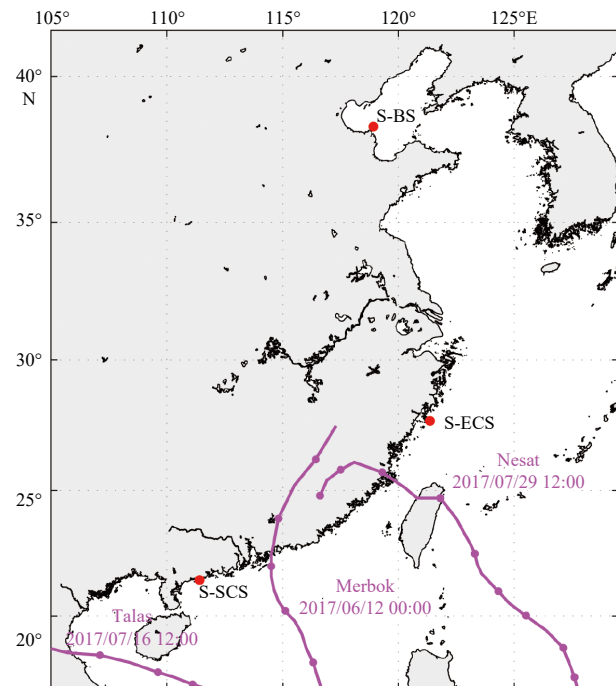 105° 110° 115° 120° 125°E
40°
N
S-BS
35°
30°
S-ECS
Nesat
2017/07/29 12:00
25°
S-SCS
Merbok
2017/06/12 00:00
Talas
2017/07/16 12:00
20°